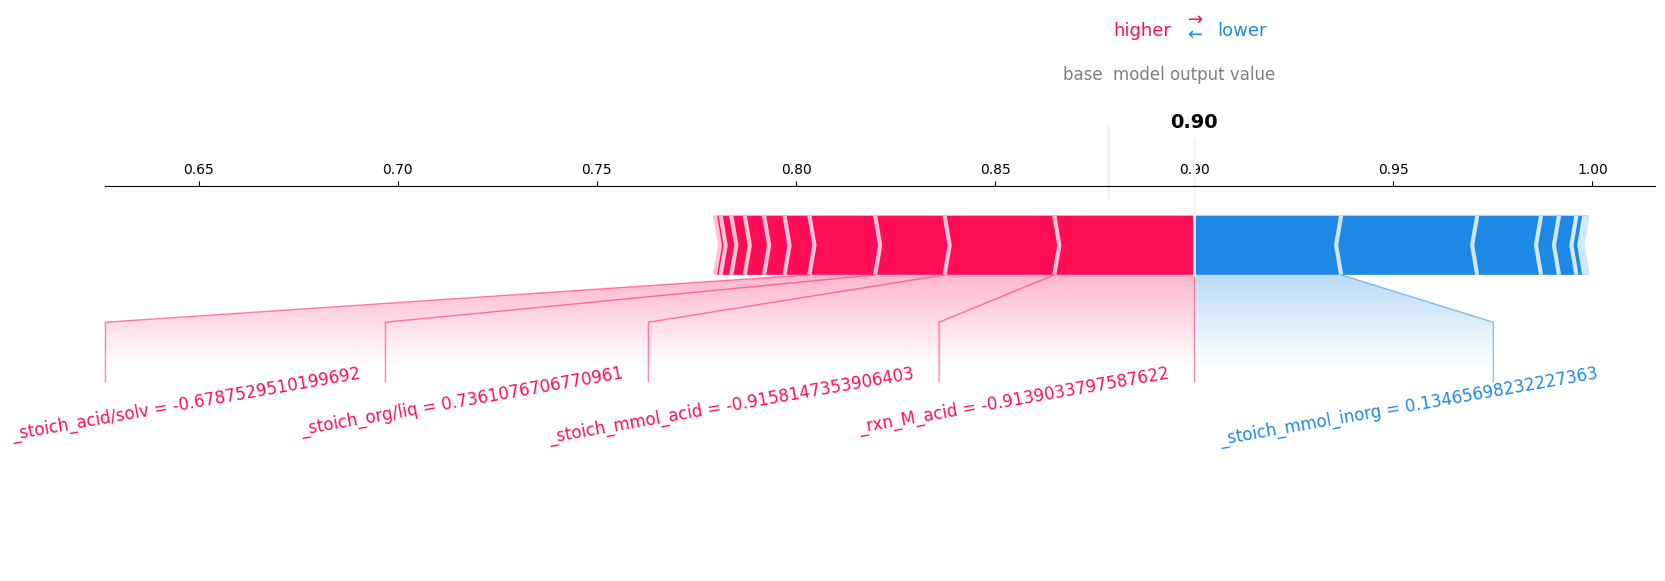 higher → ← lower
base model output value
0.90
0.65 0.70 0.75 0.80 0.85 0.90 0.95 1.00
_stoich_acid/solv = -0.6787529510199692
_stoich_org/liq = 0.7361076706770961
_stoich_mmol_acid = -0.9158147353906403
_rxn_M_acid = -0.9139033797587622
_stoich_mmol_inorg = 0.13465698232227363